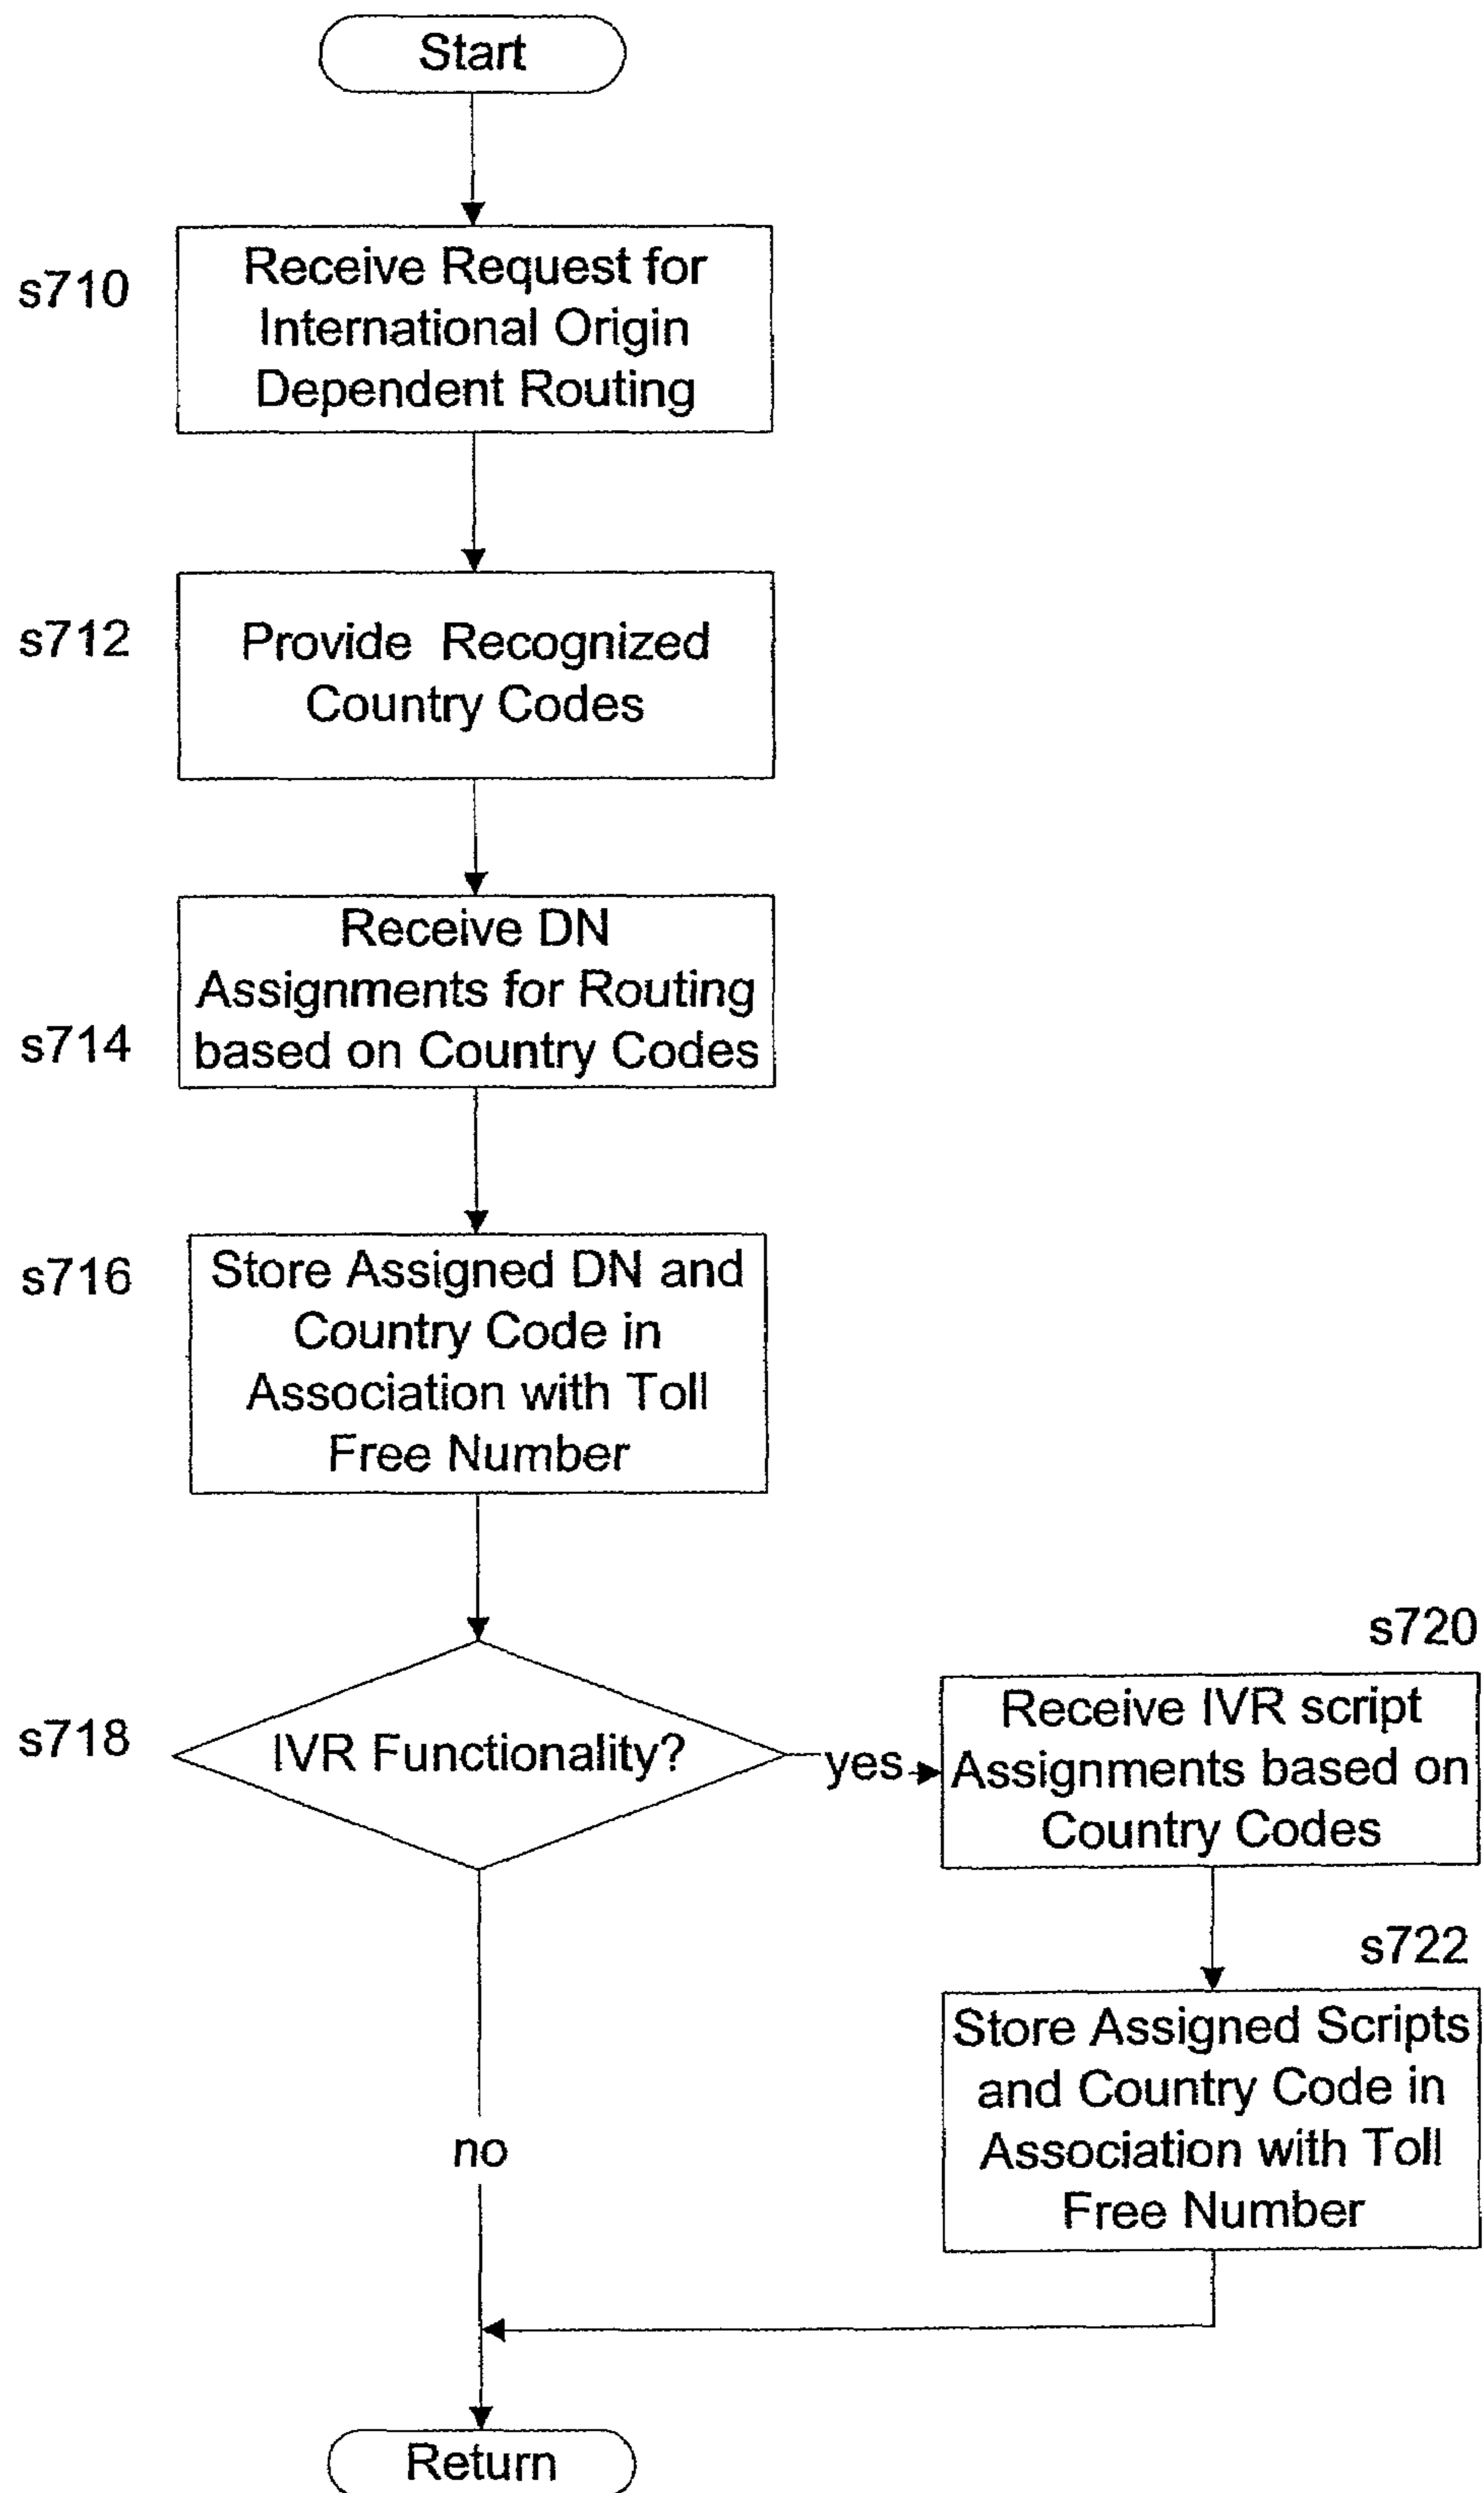 Start
s710
Receive Request for
International Origin
Dependent Routing
s712
Provide Recognized
Country Codes
s714
Receive DN
Assignments for Routing
based on Country Codes
s716
Store Assigned DN and
Country Code in
Association with Toll
Free Number
s718
IVR Functionality?
yes
s720
Receive IVR script
Assignments based on
Country Codes
s722
Store Assigned Scripts
and Country Code in
Association with Toll
Free Number
no
Return